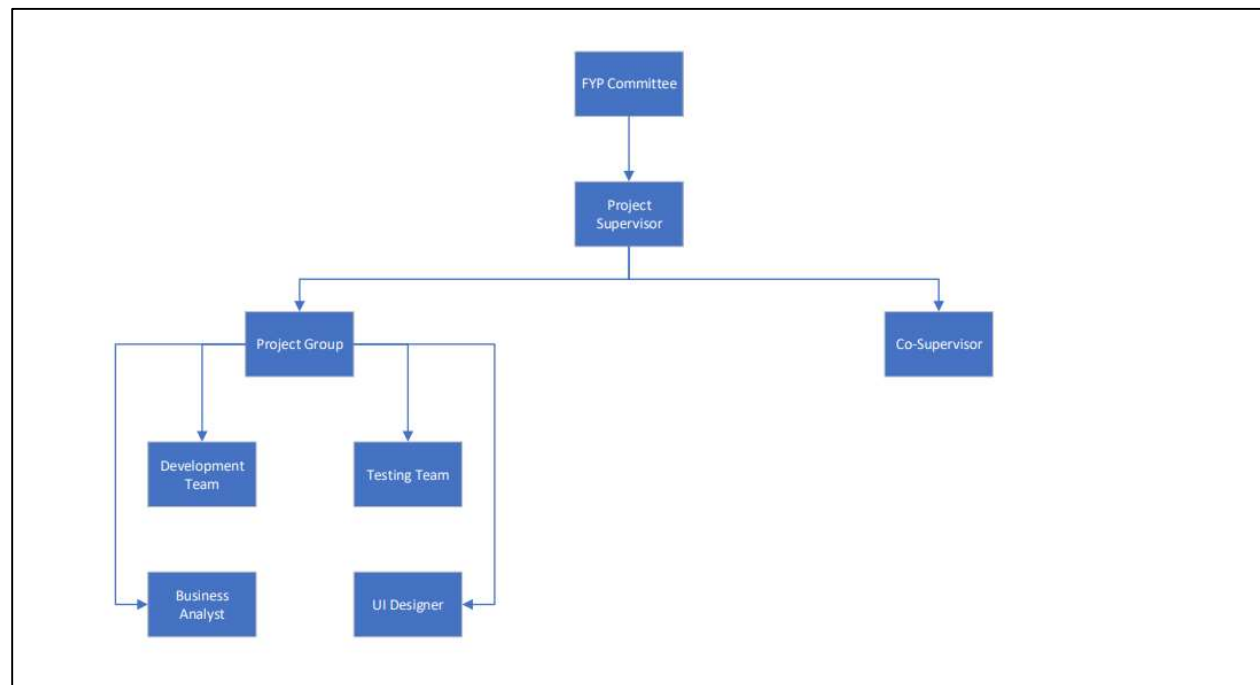 FYP Committee
Project
Supervisor
Project Group
Co-Supervisor
Development
Team
Testing Team
Business
Analyst
UI Designer